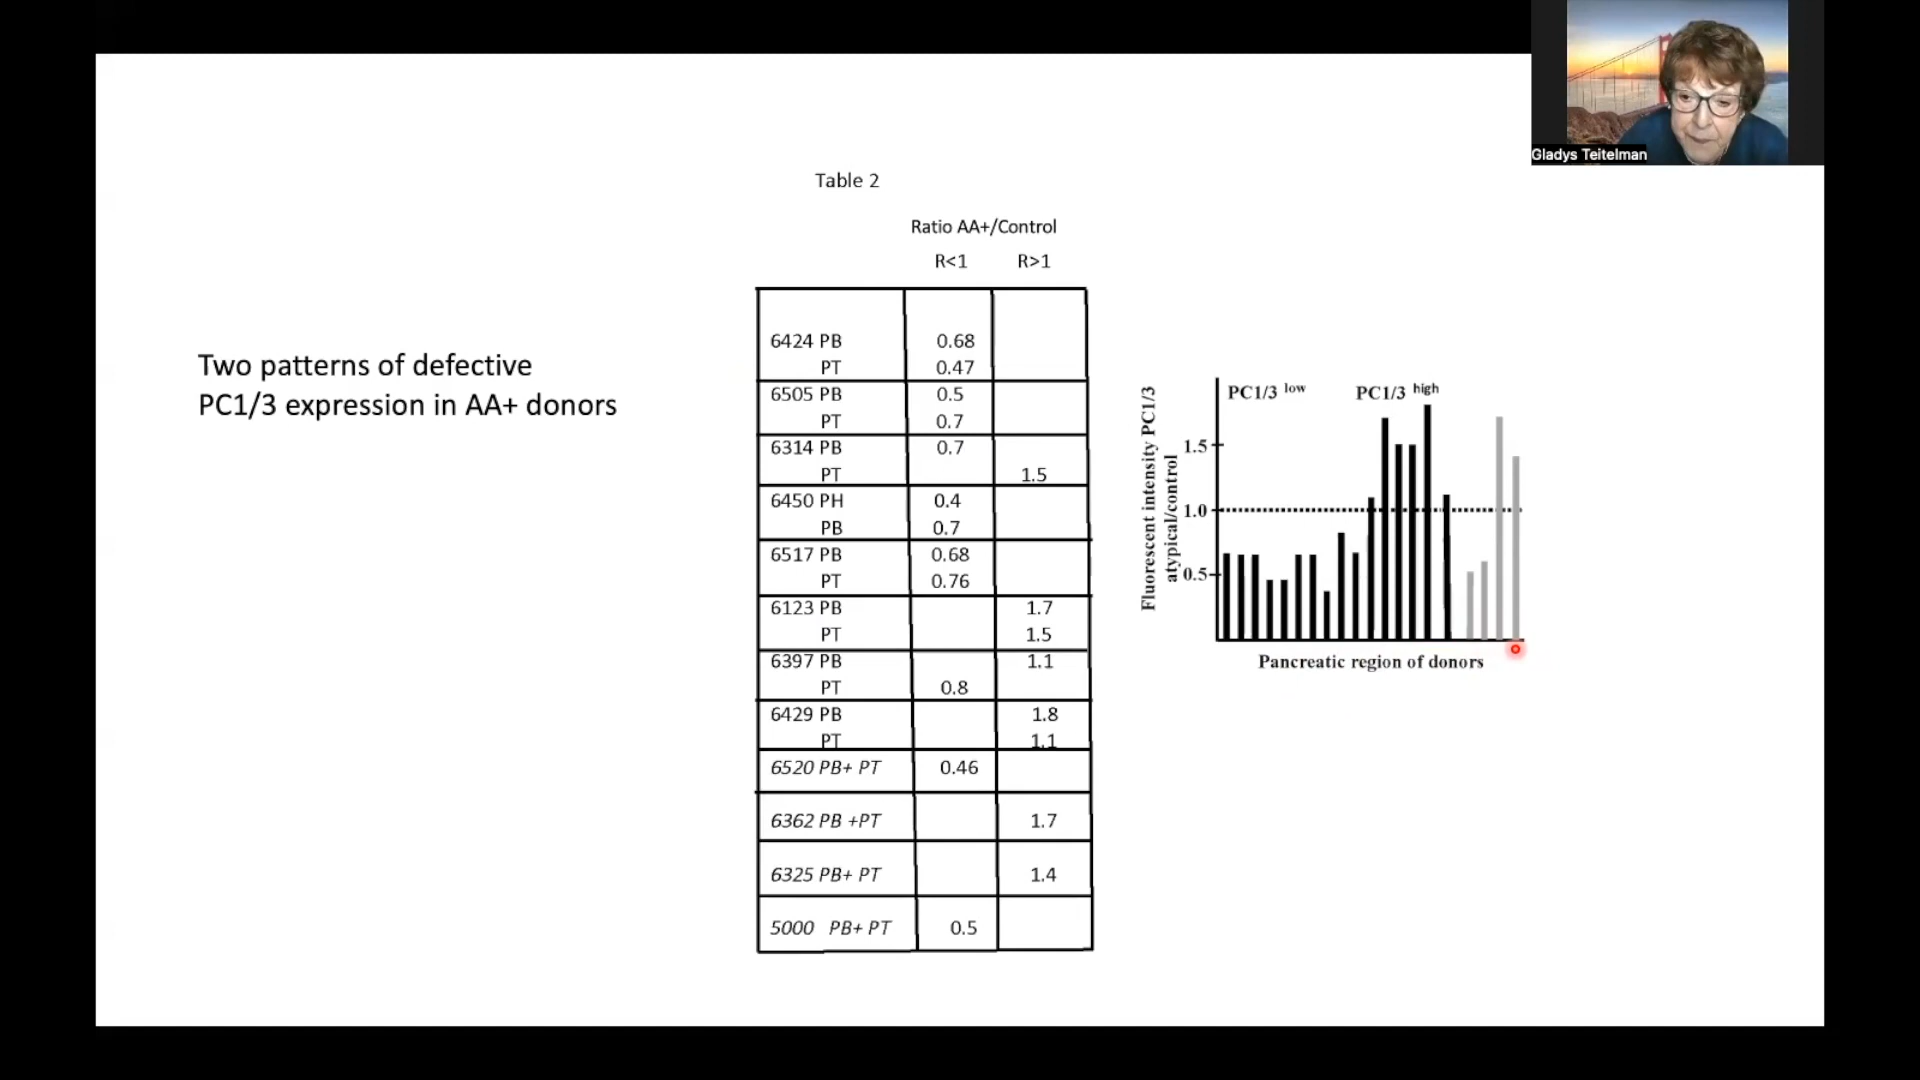 Gladys Teitelman
Table 2
Ratio AA+/Control
R<1 R>1
Two patterns of defective
PC1/3 expression in AA+ donors
6424 PB 0.68
PT 0.47
6505 PB 0.5
PT 0.7
6314 PB 0.7
PT 1.5
6450 PH 0.4
PB 0.7
6517 PB 0.68
PT 0.76
6123 PB 1.7
PT 1.5
6397 PB 1.1
PT 0.8
6429 PB 1.8
PT 1.1
6520 PB+ PT 0.46
6362 PB +PT 1.7
6325 PB+ PT 1.4
5000 PB+ PT 0.5
Fluorescent intensity PC1/3
atypical/control
PC1/3 low PC1/3 high
1.5
1.0
0.5
Pancreatic region of donors